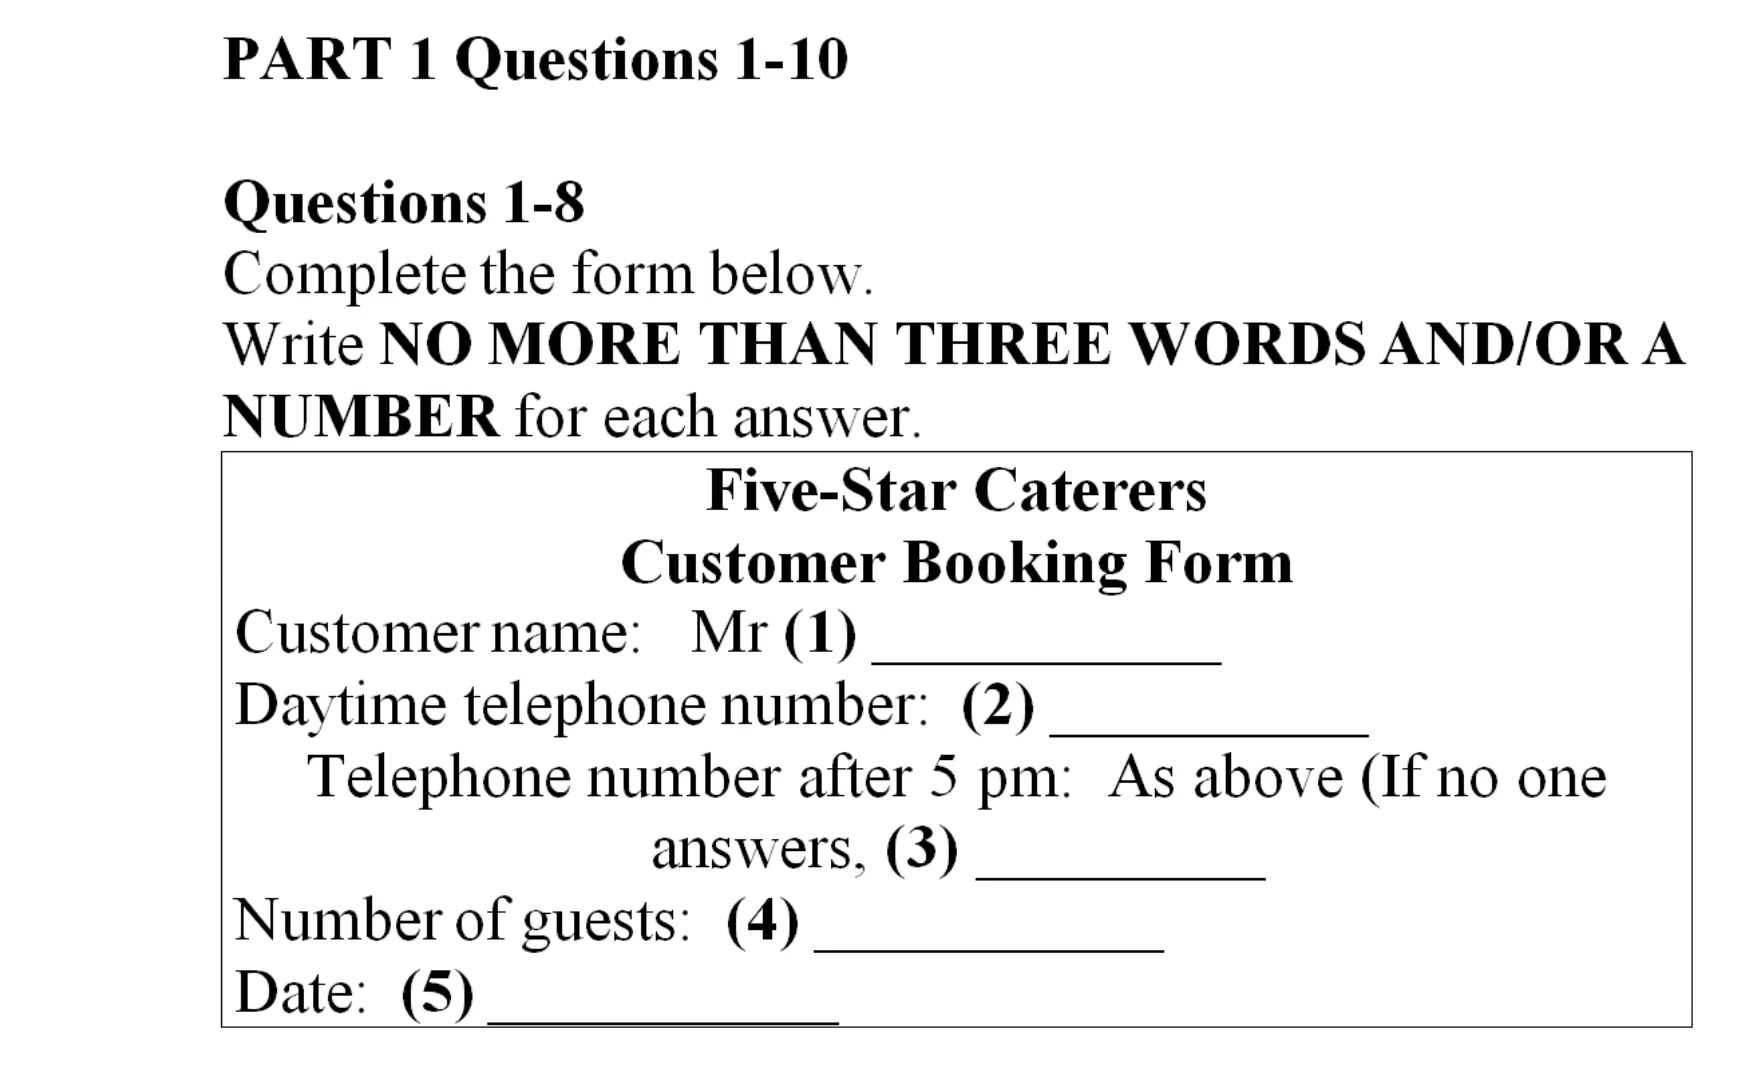 PART 1 Questions 1-10
Questions 1-8
Complete the form below.
Write NO MORE THAN THREE WORDS AND/OR A
NUMBER for each answer.
Five-Star Caterers
Customer Booking Form
Customer name: Mr (1) ____________
Daytime telephone number: (2) ___________
Telephone number after 5 pm: As above (If no one
answers, (3) __________
Number of guests: (4) ____________
Date: (5) ____________